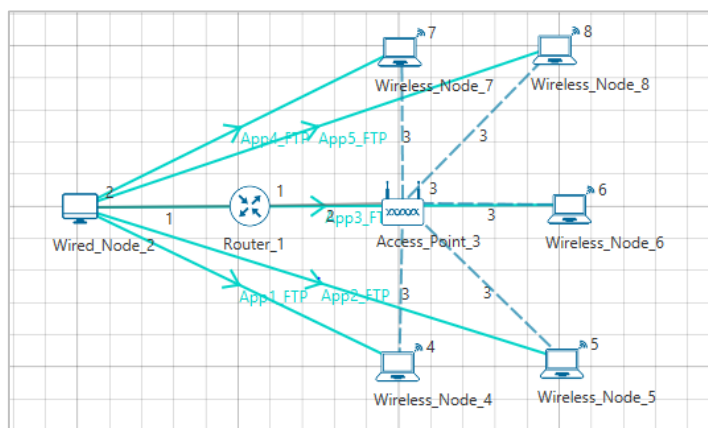 7
8
Wireless_Node_7
Wireless_Node_8
App4_FTP
App5_FTP
3
3
2
1
3
6
1
2
App3_FT
3
Wired_Node_2
Router_1
Access_Point_3
Wireless_Node_6
App1_FTP
App2_FTP
3
3
4
5
Wireless_Node_4
Wireless_Node_5